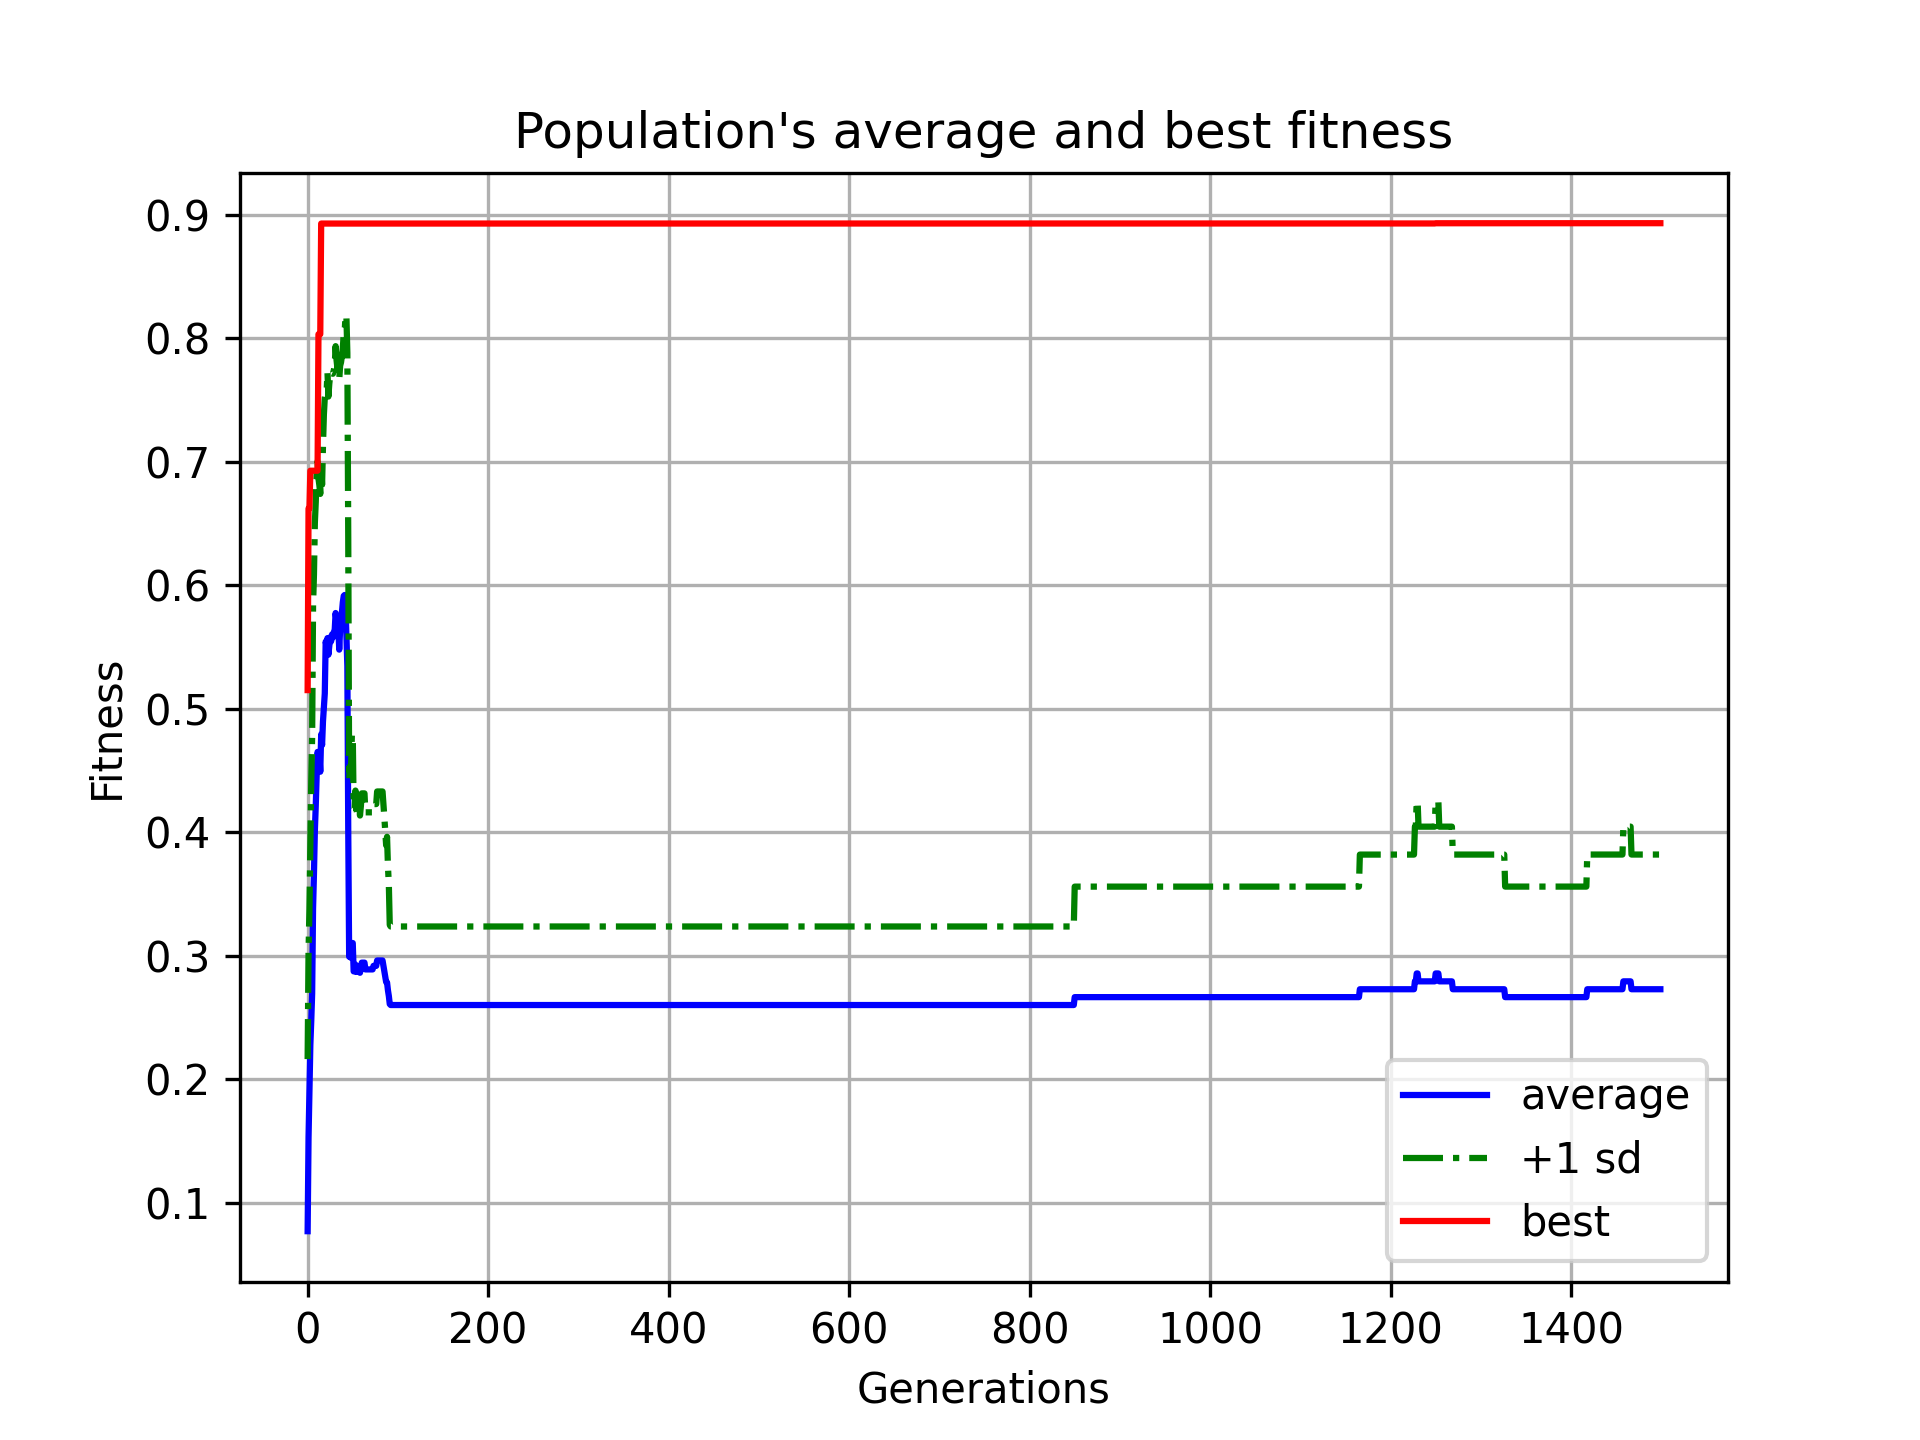 Population's average and best fitness
0.9
0.8
0.7
0.6
0.5
0.4
0.3
0.2
0.1
Fitness
average
+1 sd
best
0 200 400 600 800 1000 1200 1400
Generations